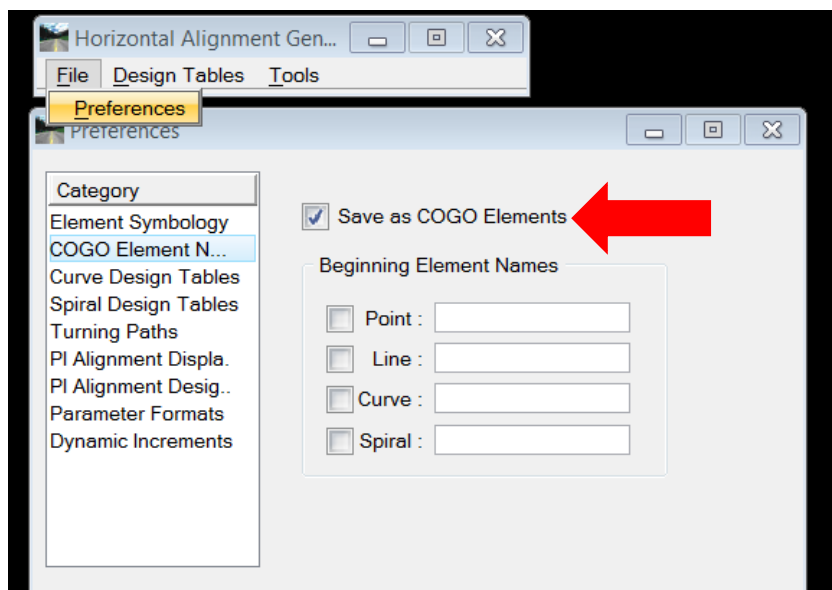 Horizontal Alignment Gen...
File Design Tables Tools
Preferences
Preferences
Category
Element Symbology
COGO Element N...
Curve Design Tables
Spiral Design Tables
Turning Paths
PI Alignment Displa.
PI Alignment Desig..
Parameter Formats
Dynamic Increments
Save as COGO Elements
Beginning Element Names
Point :
Line :
Curve :
Spiral :